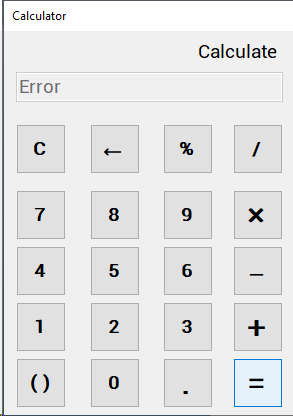 Calculator
Calculate
Error
C ← % /
7 8 9 ×
4 5 6 −
1 2 3 +
() 0 . =